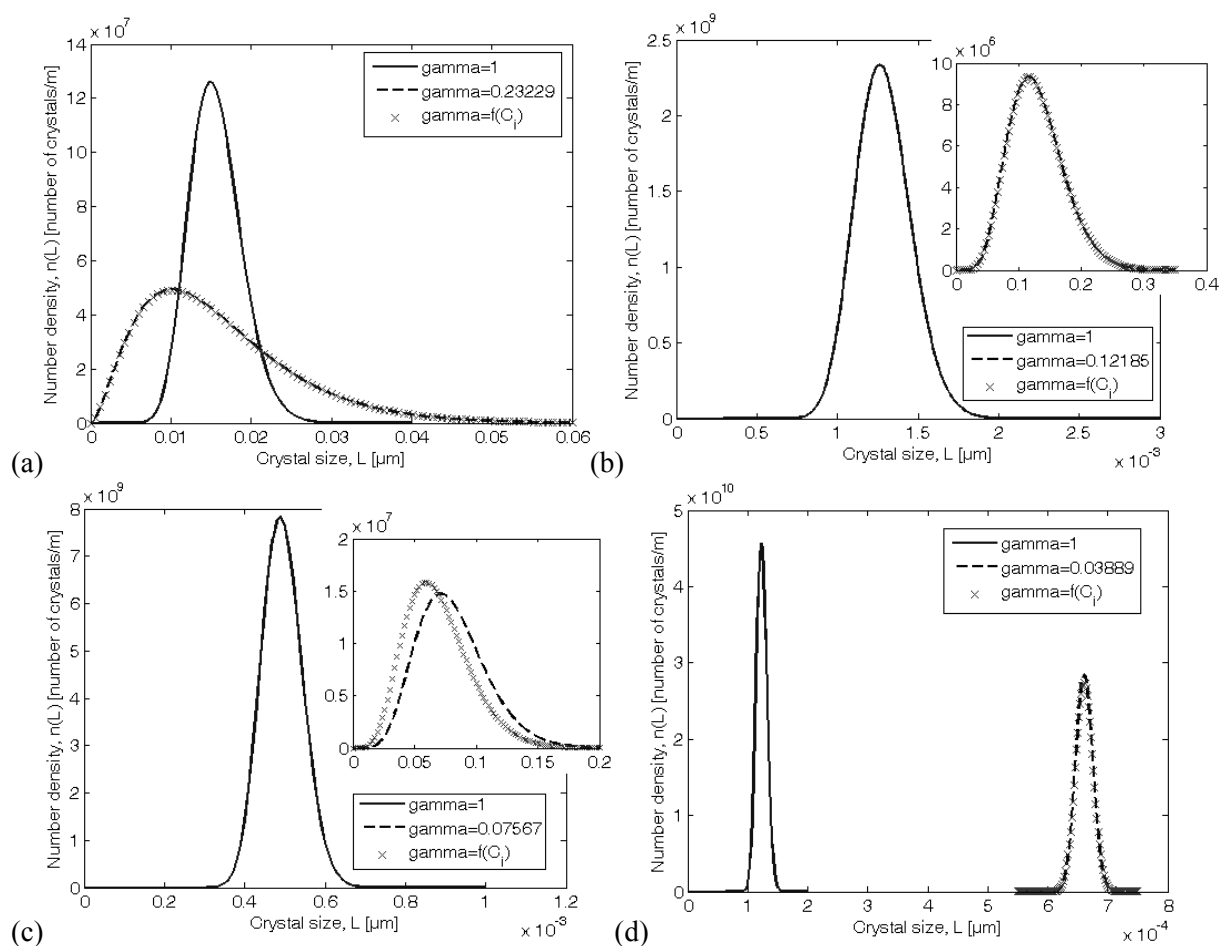 × 10^7
14
12
10
8
6
4
2
0
Number density, n(L) [number of crystals/m]
gamma=1
gamma=0.23229
gamma=f(C_i)
0 0.01 0.02 0.03 0.04 0.05 0.06
Crystal size, L [µm]
(a)
× 10^9
2.5
2
1.5
1
0.5
0
Number density, n(L) [number of crystals/m]
× 10^6
10
8
6
4
2
0
0 0.1 0.2 0.3 0.4
gamma=1
gamma=0.12185
gamma=f(C_i)
0 0.5 1 1.5 2 2.5 3
Crystal size, L [µm]
× 10^-3
(b)
× 10^9
8
7
6
5
4
3
2
1
0
Number density, n(L) [number of crystals/m]
× 10^7
2
1.5
1
0.5
0
0 0.05 0.1 0.15 0.2
gamma=1
gamma=0.07567
gamma=f(C_i)
0 0.2 0.4 0.6 0.8 1 1.2
Crystal size, L [µm]
× 10^-3
(c)
× 10^10
5
4
3
2
1
0
Number density, n(L) [number of crystals/m]
gamma=1
gamma=0.03889
gamma=f(C_i)
0 1 2 3 4 5 6 7 8
Crystal size, L [µm]
× 10^-4
(d)